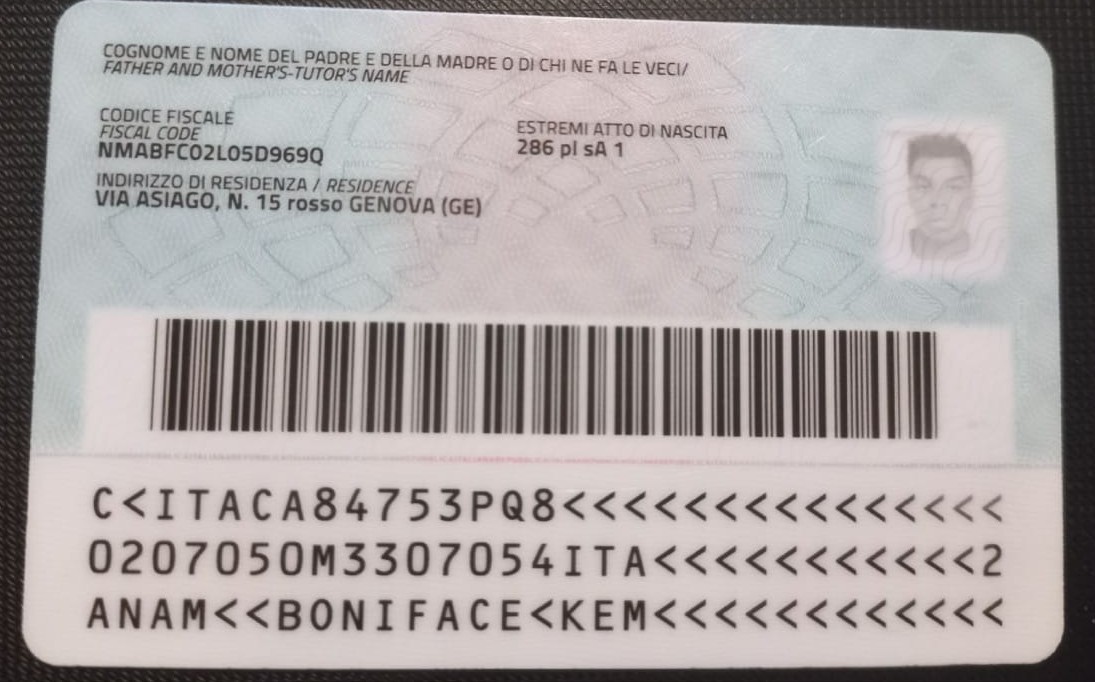 COGNOME E NOME DEL PADRE E DELLA MADRE O DI CHI NE FA LE VECI/
FATHER AND MOTHER'S-TUTOR'S NAME
CODICE FISCALE
FISCAL CODE
NMABFC02L05D969Q
ESTREMI ATTO DI NASCITA
286 pI sA 1
INDIRIZZO DI RESIDENZA / RESIDENCE
VIA ASIAGO, N. 15 rosso GENOVA (GE)
C<ITACA84753PQ8<<<<<<<<<<<<<<<
0207050M3307054ITA<<<<<<<<<<<2
ANAM<<BONIFACE<KEM<<<<<<<<<<<<